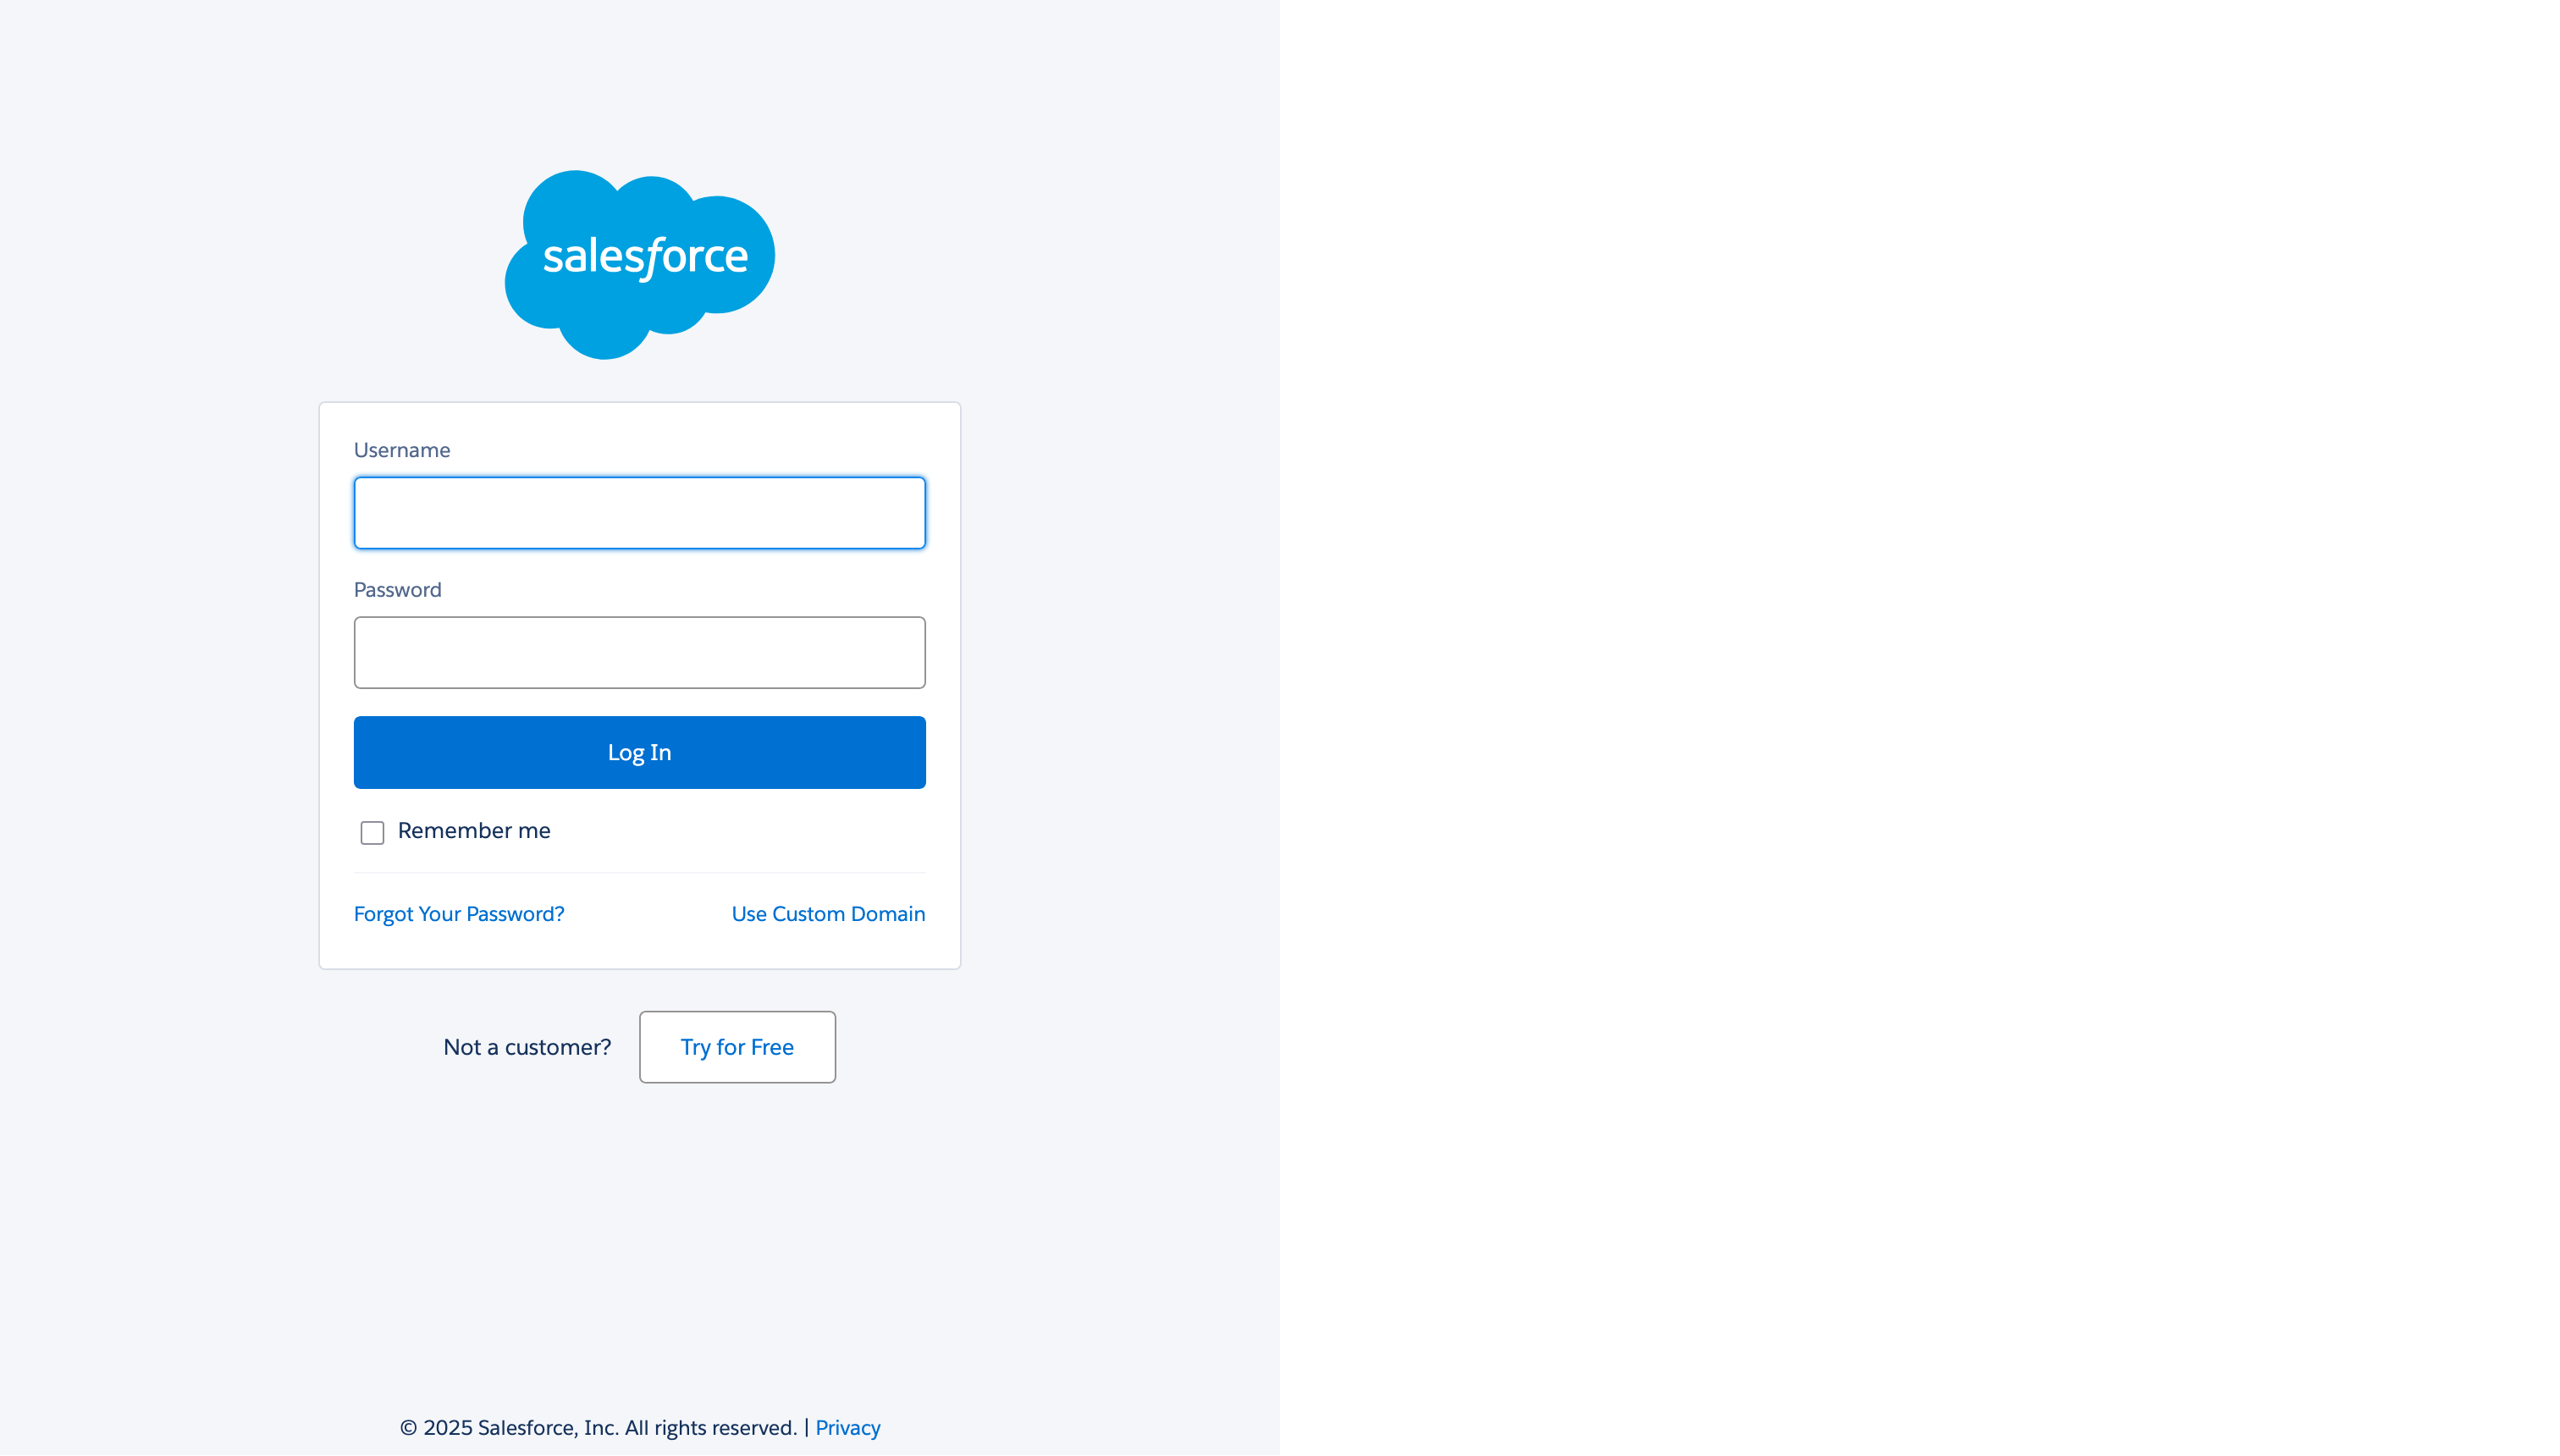 salesforce
Username
Password
Log In
Remember me
Forgot Your Password? Use Custom Domain
Not a customer? Try for Free
© 2025 Salesforce, Inc. All rights reserved. | Privacy